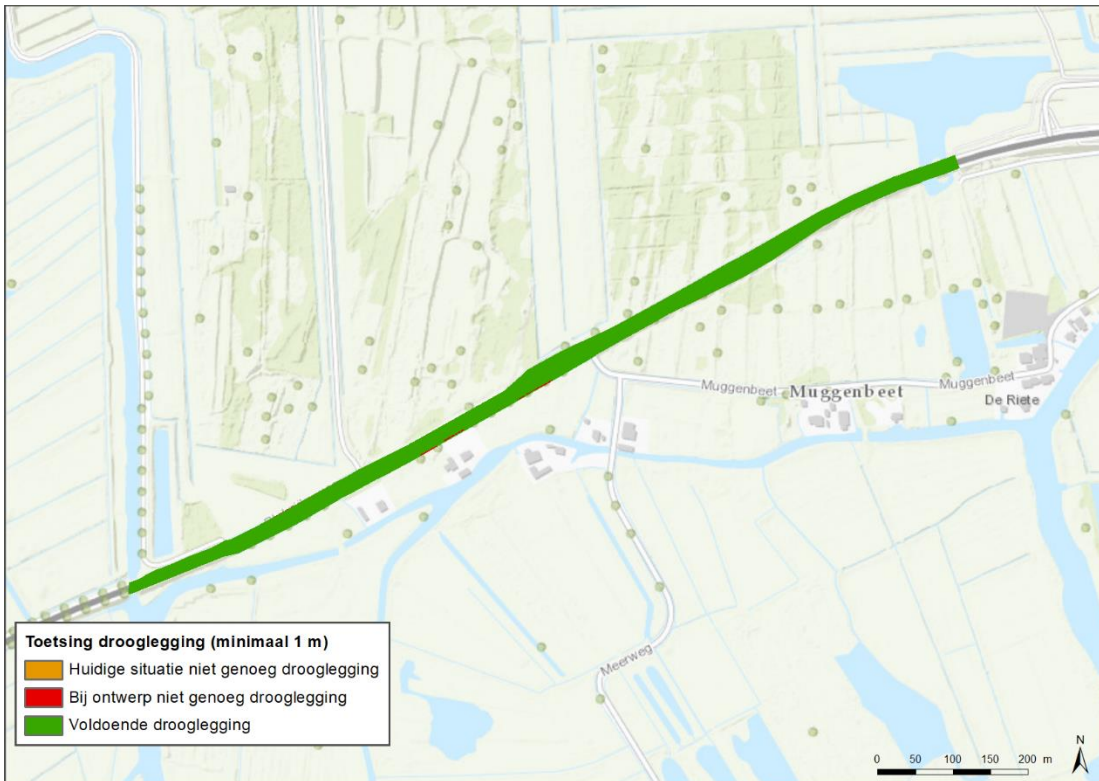 Muggenbeet
Muggenbeet
Muggenbeet
De Riete
Meerweg
Toetsing drooglegging (minimaal 1 m)
Huidige situatie niet genoeg drooglegging
Bij ontwerp niet genoeg drooglegging
Voldoende drooglegging
0 50 100 150 200 m
N